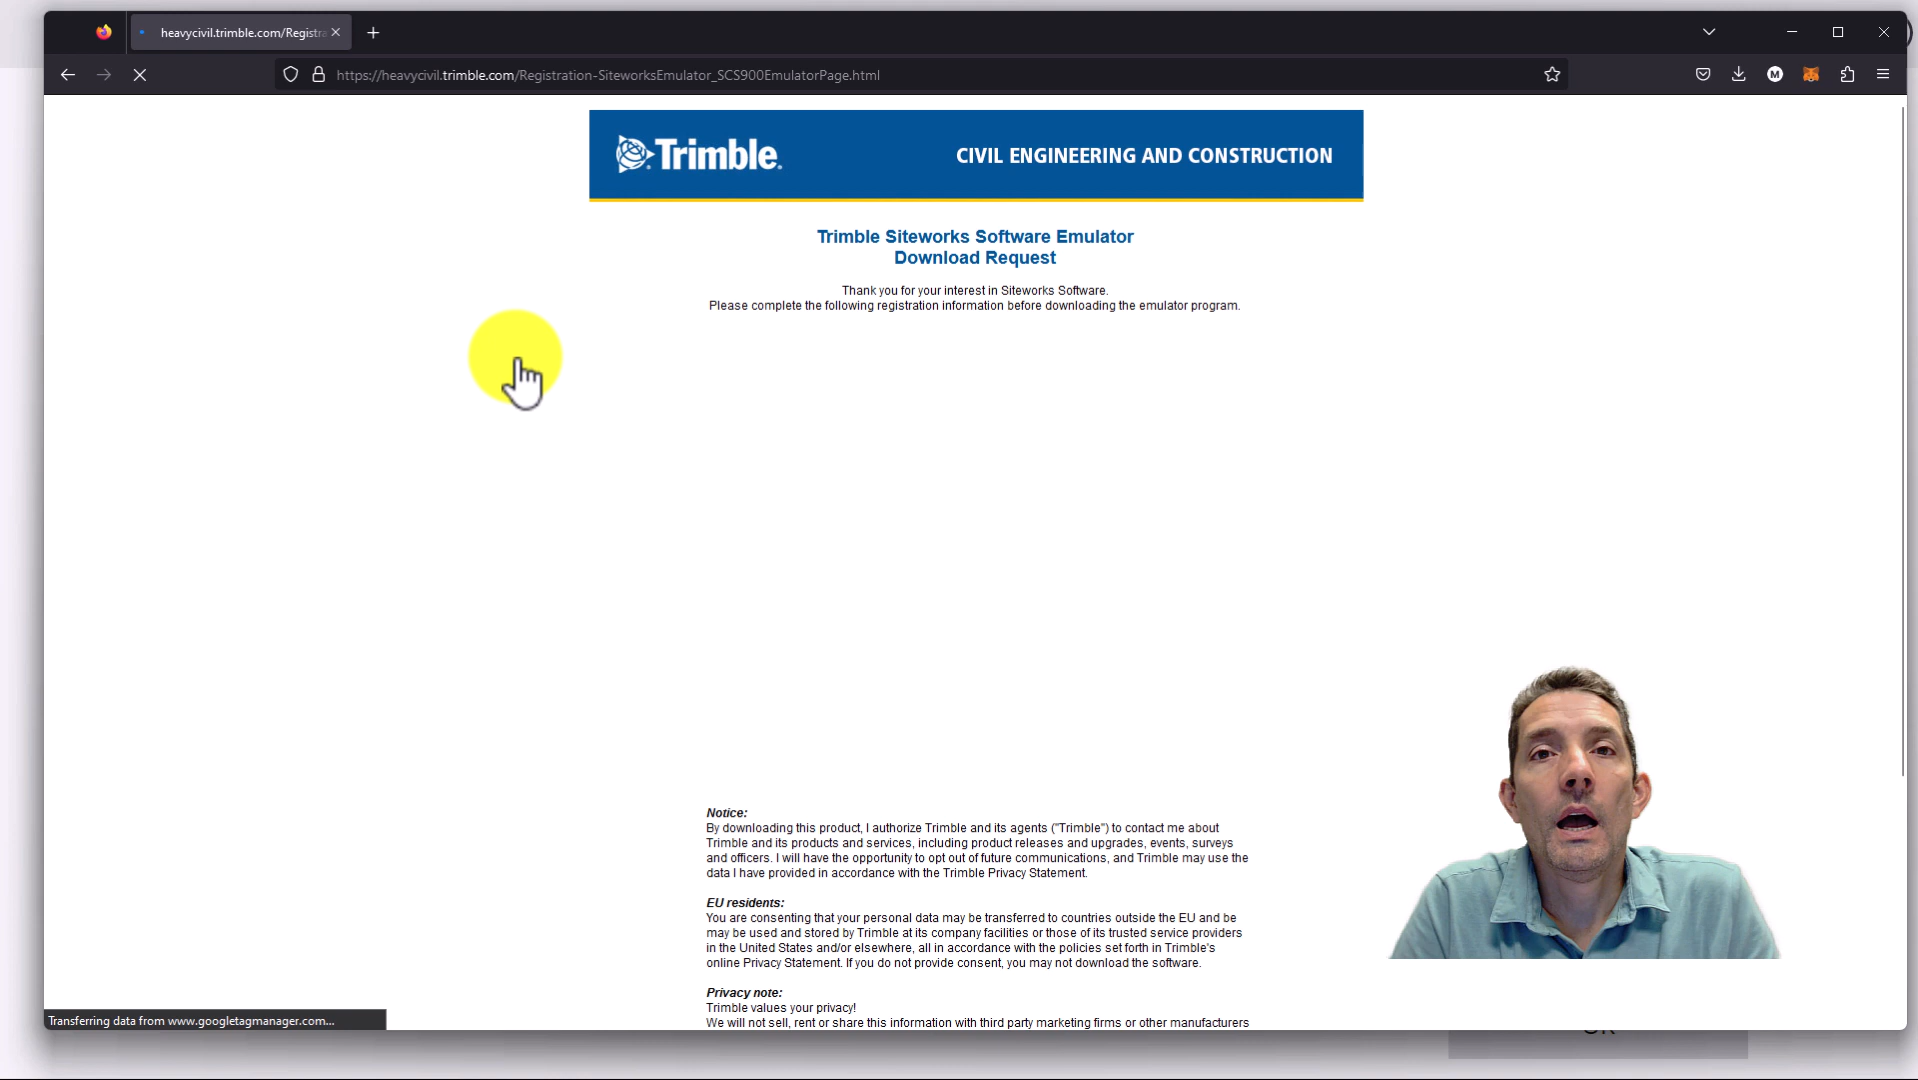 heavycivil.trimble.com/Registra
https://heavycivil.trimble.com/Registration-SiteworksEmulator_SCS900EmulatorPage.html
M
Trimble.
CIVIL ENGINEERING AND CONSTRUCTION
Trimble Siteworks Software Emulator
Download Request
Thank you for your interest in Siteworks Software.
Please complete the following registration information before downloading the emulator program.
Notice:
By downloading this product, I authorize Trimble and its agents ("Trimble") to contact me about
Trimble and its products and services, including product releases and upgrades, events, surveys
and officers. I will have the opportunity to opt out of future communications, and Trimble may use the
data I have provided in accordance with the Trimble Privacy Statement.
EU residents:
You are consenting that your personal data may be transferred to countries outside the EU and be
may be used and stored by Trimble at its company facilities or those of its trusted service providers
in the United States and/or elsewhere, all in accordance with the policies set forth in Trimble's
online Privacy Statement. If you do not provide consent, you may not download the software.
Privacy note:
Trimble values your privacy!
We will not sell, rent or share this information with third party marketing firms or other manufacturers
Transferring data from www.googletagmanager.com...